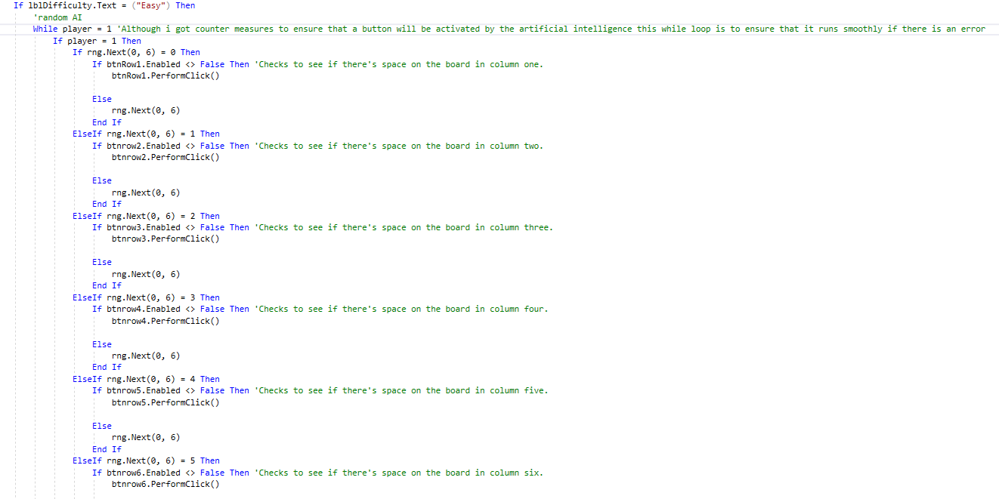 If lblDifficulty.Text = ("Easy") Then
'random AI
While player = 1 'Although i got counter measures to ensure that a button will be activated by the artificial intelligence this while loop is to ensure that it runs smoothly if there is an error
If player = 1 Then
If rng.Next(0, 6) = 0 Then
If btnRow1.Enabled <> False Then 'Checks to see if there's space on the board in column one.
btnRow1.PerformClick()
Else
rng.Next(0, 6)
End If
ElseIf rng.Next(0, 6) = 1 Then
If btnrow2.Enabled <> False Then 'Checks to see if there's space on the board in column two.
btnrow2.PerformClick()
Else
rng.Next(0, 6)
End If
ElseIf rng.Next(0, 6) = 2 Then
If btnrow3.Enabled <> False Then 'Checks to see if there's space on the board in column three.
btnrow3.PerformClick()
Else
rng.Next(0, 6)
End If
ElseIf rng.Next(0, 6) = 3 Then
If btnrow4.Enabled <> False Then 'Checks to see if there's space on the board in column four.
btnrow4.PerformClick()
Else
rng.Next(0, 6)
End If
ElseIf rng.Next(0, 6) = 4 Then
If btnrow5.Enabled <> False Then 'Checks to see if there's space on the board in column five.
btnrow5.PerformClick()
Else
rng.Next(0, 6)
End If
ElseIf rng.Next(0, 6) = 5 Then
If btnrow6.Enabled <> False Then 'Checks to see if there's space on the board in column six.
btnrow6.PerformClick()